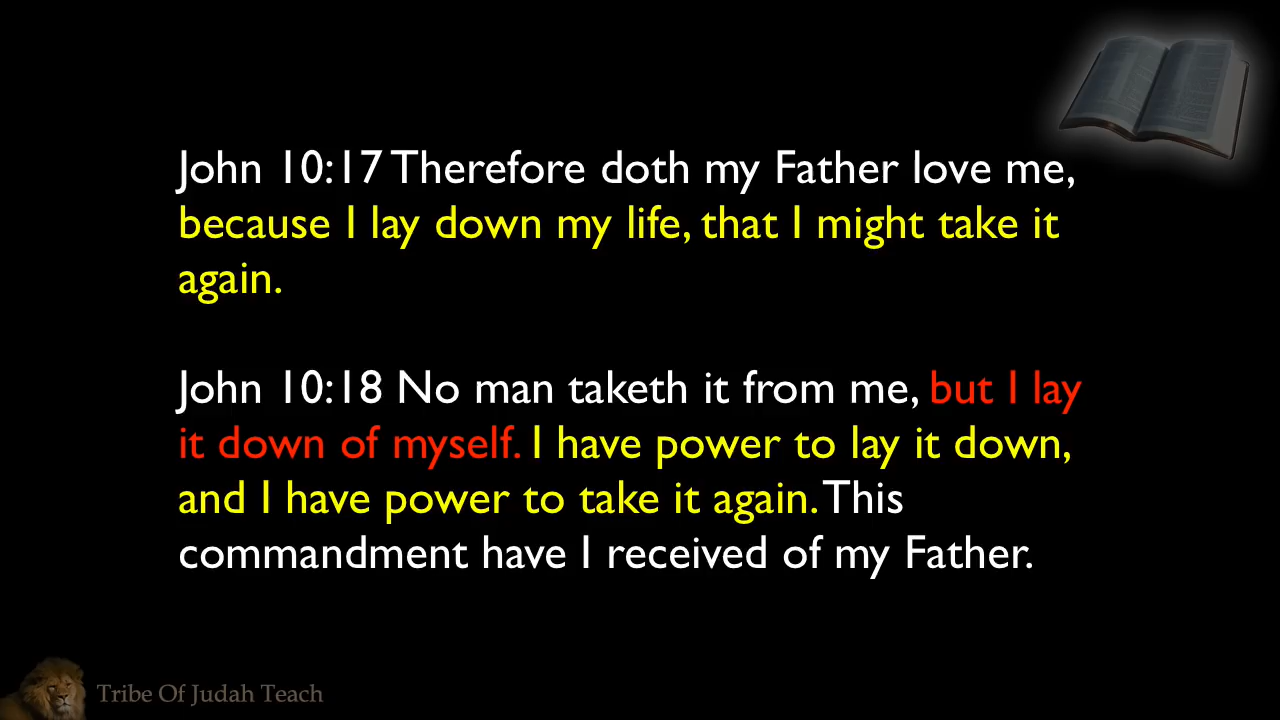 John 10:17 Therefore doth my Father love me,
because I lay down my life, that I might take it
again.
John 10:18 No man taketh it from me, but I lay
it down of myself. I have power to lay it down,
and I have power to take it again. This
commandment have I received of my Father.
Tribe Of Judah Teach